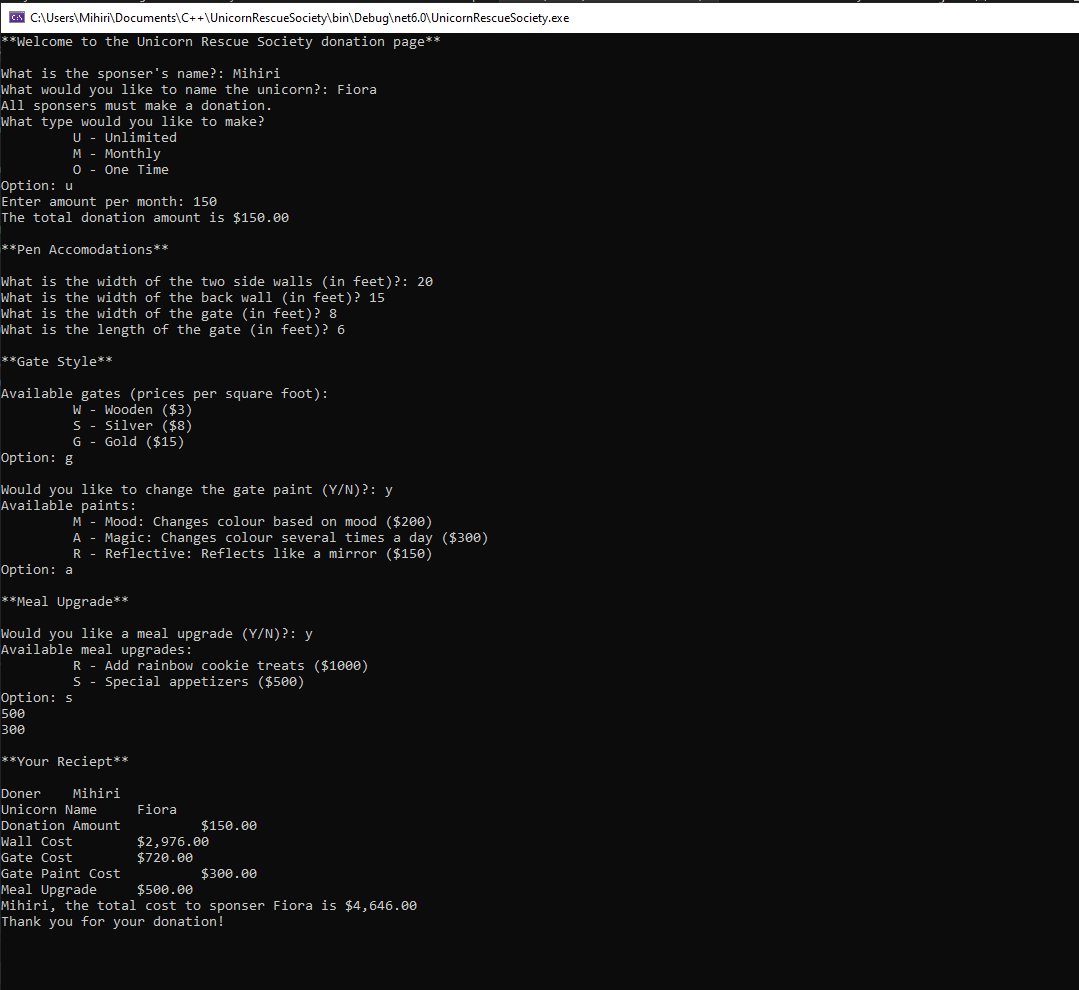 C:\Users\Mihiri\Documents\C++\UnicornRescueSociety\bin\Debug\net6.0\UnicornRescueSociety.exe
**Welcome to the Unicorn Rescue Society donation page**
What is the sponser's name?: Mihiri
What would you like to name the unicorn?: Fiora
All sponsers must make a donation.
What type would you like to make?
U - Unlimited
M - Monthly
O - One Time
Option: u
Enter amount per month: 150
The total donation amount is $150.00
**Pen Accomodations**
What is the width of the two side walls (in feet)?: 20
What is the width of the back wall (in feet)? 15
What is the width of the gate (in feet)? 8
What is the length of the gate (in feet)? 6
**Gate Style**
Available gates (prices per square foot):
W - Wooden ($3)
S - Silver ($8)
G - Gold ($15)
Option: g
Would you like to change the gate paint (Y/N)?: y
Available paints:
M - Mood: Changes colour based on mood ($200)
A - Magic: Changes colour several times a day ($300)
R - Reflective: Reflects like a mirror ($150)
Option: a
**Meal Upgrade**
Would you like a meal upgrade (Y/N)?: y
Available meal upgrades:
R - Add rainbow cookie treats ($1000)
S - Special appetizers ($500)
Option: s
500
300
**Your Reciept**
Doner Mihiri
Unicorn Name Fiora
Donation Amount $150.00
Wall Cost $2,976.00
Gate Cost $720.00
Gate Paint Cost $300.00
Meal Upgrade $500.00
Mihiri, the total cost to sponser Fiora is $4,646.00
Thank you for your donation!